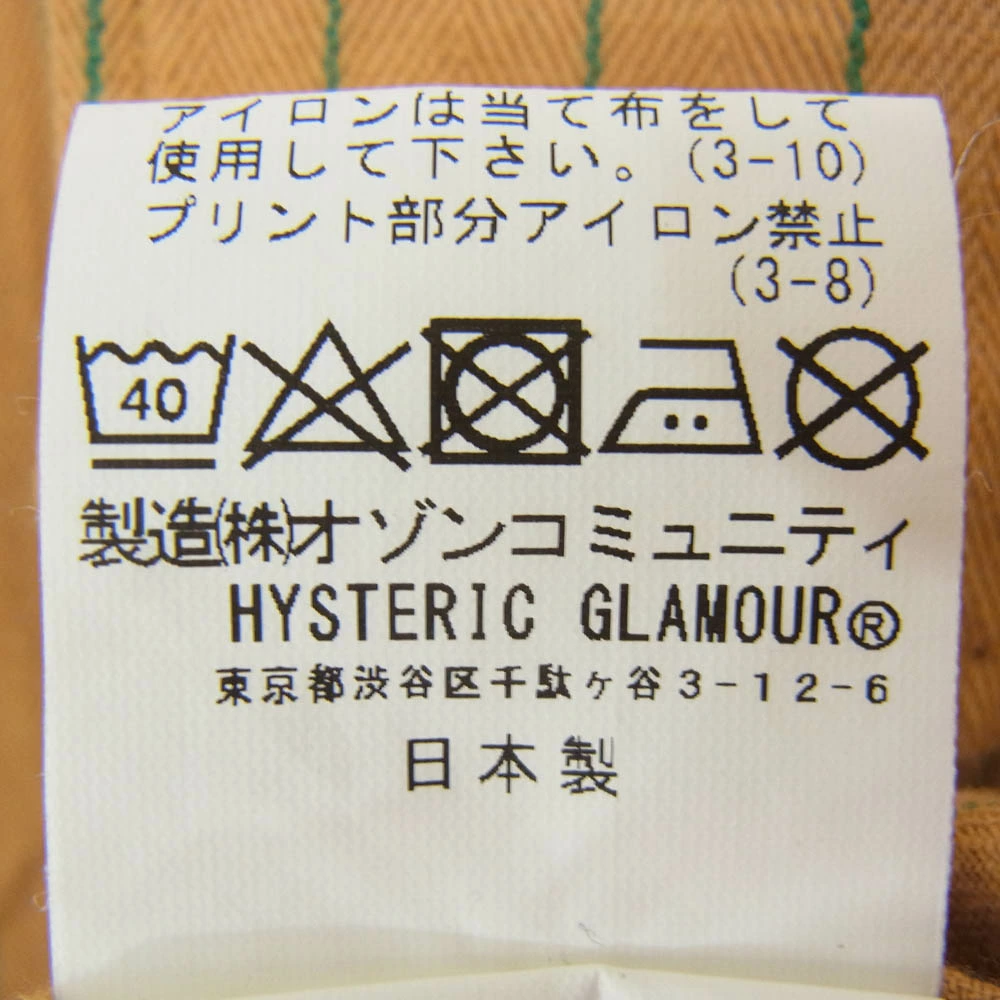 アイロンは当て布をして
使用して下さい。(3-10)
プリント部分アイロン禁止
(3-8)
40
製造(株)オゾンコミュニティ
HYSTERIC GLAMOUR®
東京都渋谷区千駄ヶ谷3-12-6
日本製